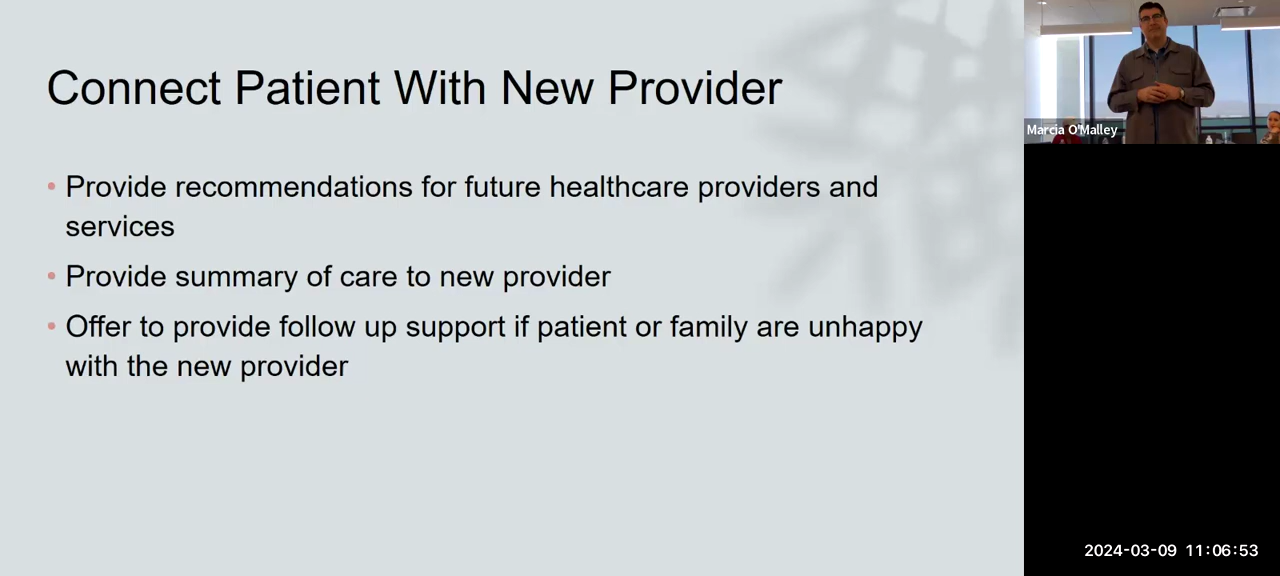 Connect Patient With New Provider
• Provide recommendations for future healthcare providers and
services
• Provide summary of care to new provider
• Offer to provide follow up support if patient or family are unhappy
with the new provider
Marcia O'Malley
2024-03-09 11:06:53